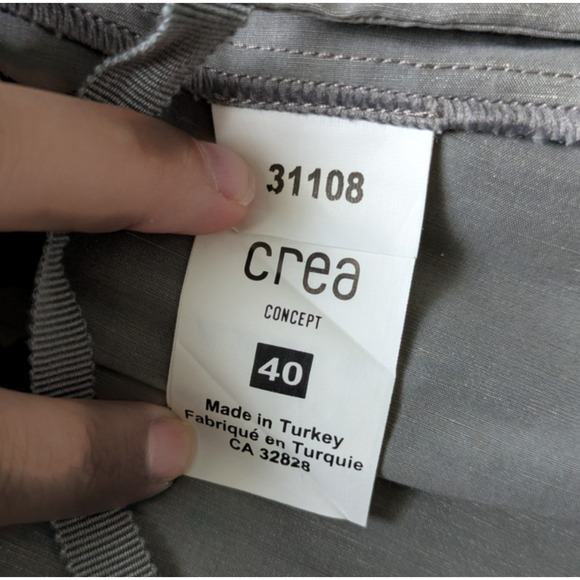 31108
crea
CONCEPT
40
Made in Turkey
Fabriqué en Turquie
CA 32828